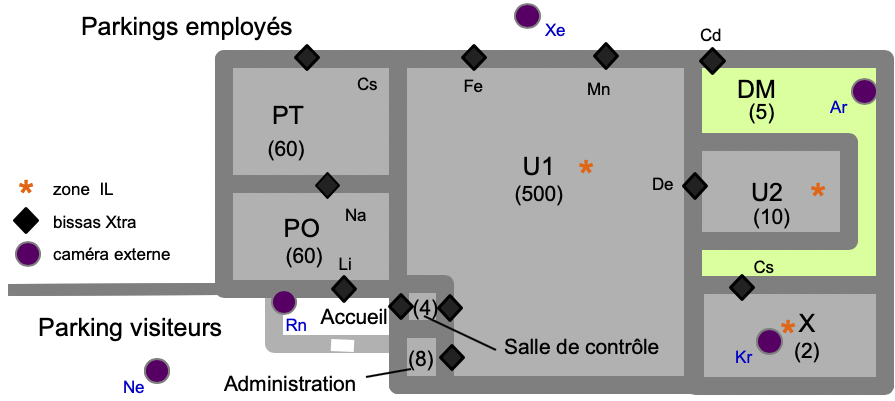 Parkings employés
Xe
Cd
Cs
Fe
Mn
DM
(5)
Ar
PT
(60)
U1 *
(500)
De
U2 *
(10)
* zone IL
bissas Xtra
caméra externe
Na
PO
(60)
Li
Cs
Rn
Accueil
(4)
* X
(2)
Kr
Parking visiteurs
Salle de contrôle
(8)
Administration
Ne